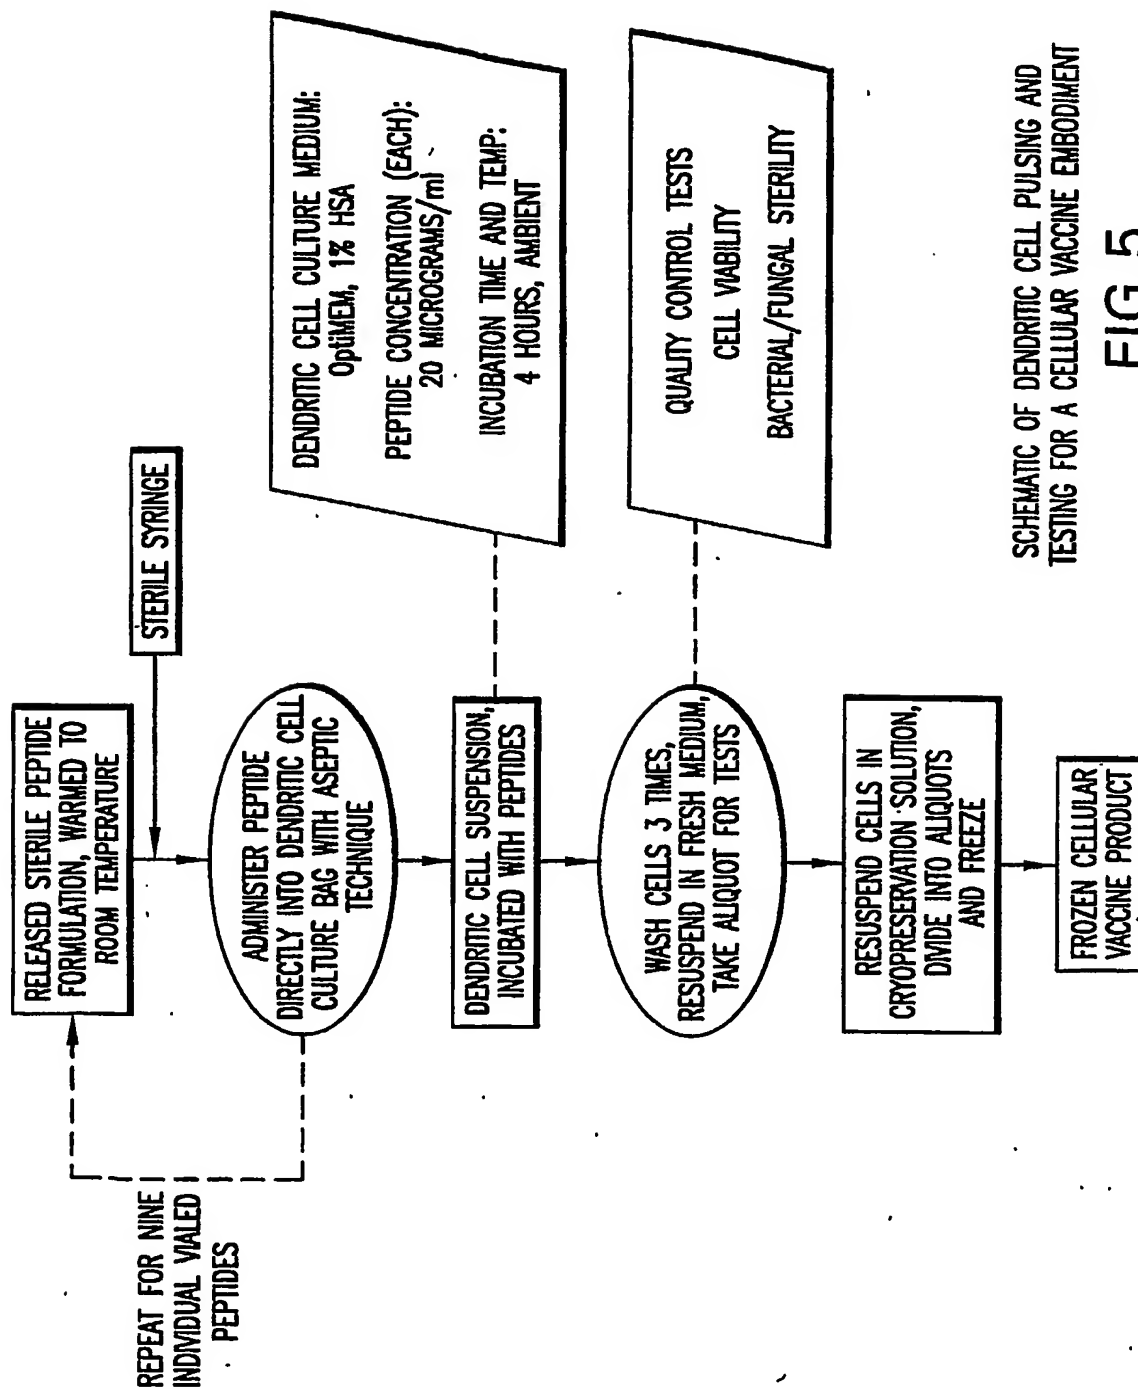 REPEAT FOR NINE
INDIVIDUAL VIALED
PEPTIDES
RELEASED STERILE PEPTIDE
FORMULATION, WARMED TO
ROOM TEMPERATURE
STERILE SYRINGE
ADMINISTER PEPTIDE
DIRECTLY INTO DENDRITIC CELL
CULTURE BAG WITH ASEPTIC
TECHNIQUE
DENDRITIC CELL SUSPENSION,
INCUBATED WITH PEPTIDES
DENDRITIC CELL CULTURE MEDIUM:
OptiMEM, 1% HSA
PEPTIDE CONCENTRATION (EACH):
20 MICROGRAMS/ml
INCUBATION TIME AND TEMP:
4 HOURS, AMBIENT
WASH CELLS 3 TIMES,
RESUSPEND IN FRESH MEDIUM,
TAKE ALIQUOT FOR TESTS
QUALITY CONTROL TESTS
CELL VIABILITY
BACTERIAL/FUNGAL STERILITY
RESUSPEND CELLS IN
CRYOPRESERVATION SOLUTION,
DIVIDE INTO ALIQUOTS
AND FREEZE
FROZEN CELLULAR
VACCINE PRODUCT
SCHEMATIC OF DENDRITIC CELL PULSING AND
TESTING FOR A CELLULAR VACCINE EMBODIMENT
FIG. 5